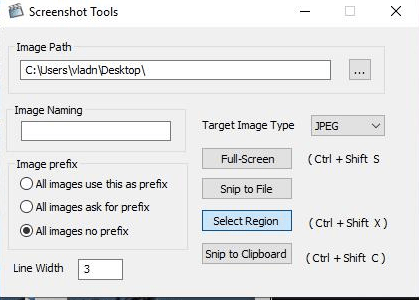 Screenshot Tools
Image Path
C:\Users\vladn\Desktop\
...
Image Naming
Target Image Type
JPEG
Full-Screen
( Ctrl + Shift S
Image prefix
All images use this as prefix
Snip to File
All images ask for prefix
Select Region
( Ctrl + Shift X )
All images no prefix
Snip to Clipboard
( Ctrl + Shift C )
Line Width
3